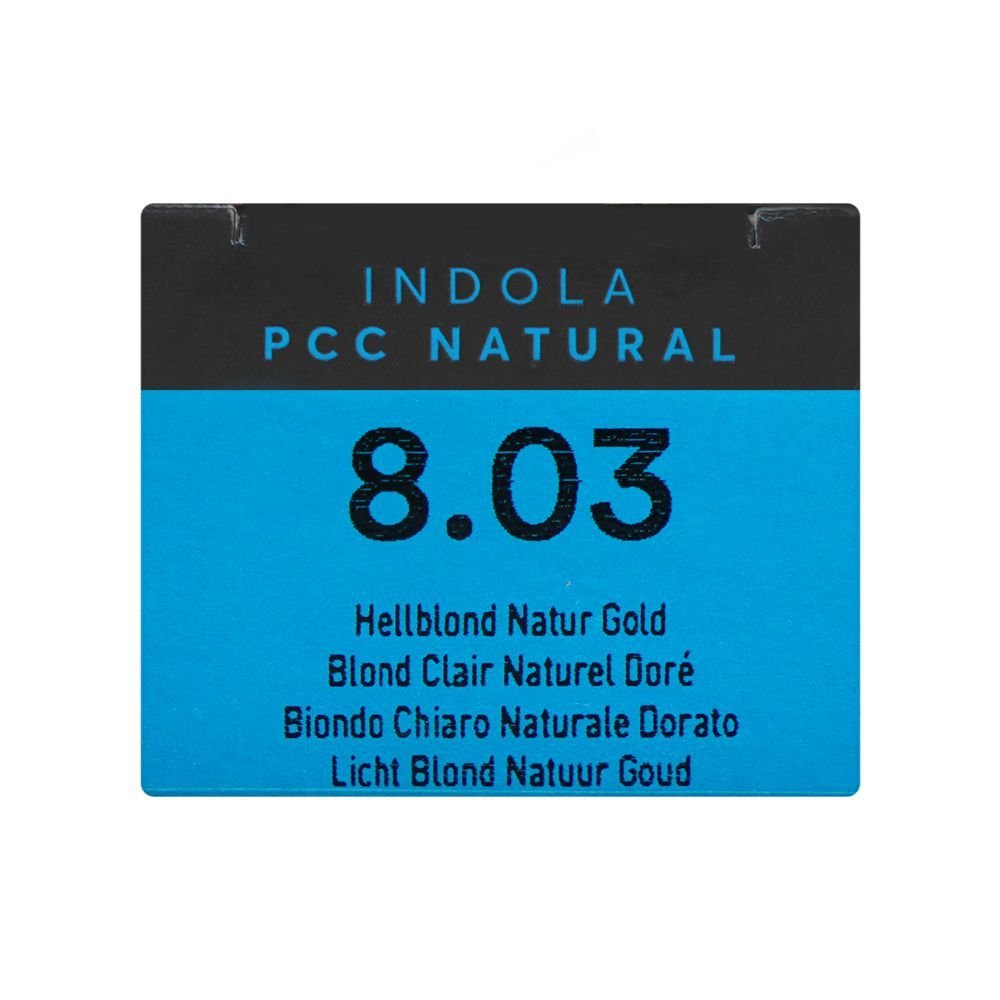 INDOLA
PCC NATURAL
8.03
Hellblond Natur Gold
Blond Clair Naturel Doré
Biondo Chiaro Naturale Dorato
Licht Blond Natuur Goud